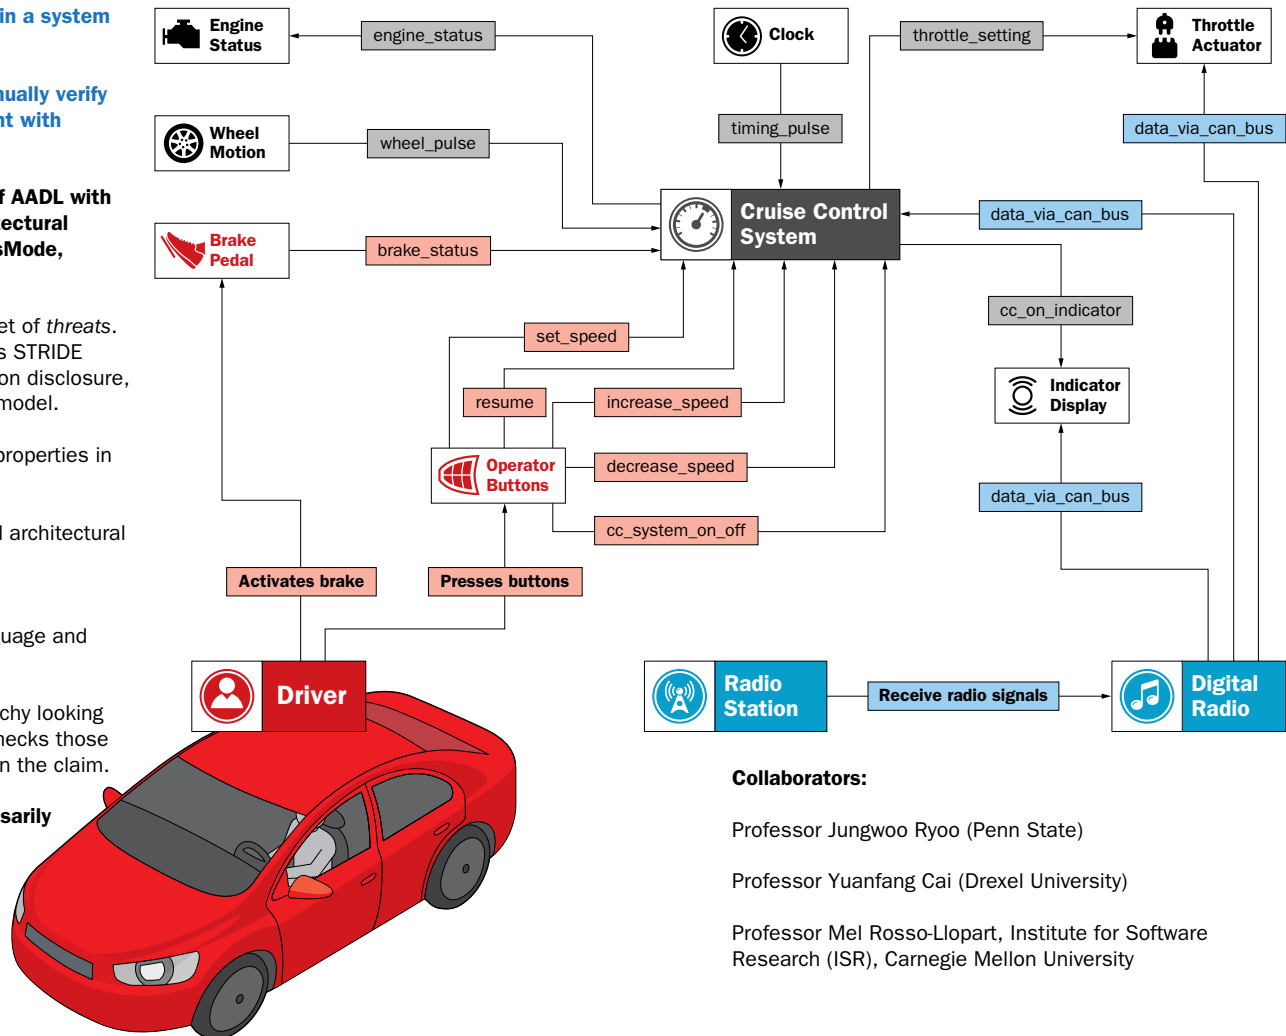 in a system
nually verify
nt with
f AADL with
tectural
sMode,
et of threats.
s STRIDE
on disclosure,
model.
properties in
d architectural
uage and
chy looking
hecks those
n the claim.
sarily
Engine
Status
engine_status
Clock
throttle_setting
Throttle
Actuator
Wheel
Motion
wheel_pulse
timing_pulse
data_via_can_bus
Brake
Pedal
brake_status
Cruise Control
System
data_via_can_bus
cc_on_indicator
set_speed
resume
increase_speed
Indicator
Display
Operator
Buttons
decrease_speed
data_via_can_bus
cc_system_on_off
Activates brake
Presses buttons
Driver
Radio
Station
Receive radio signals
Digital
Radio
Collaborators:
Professor Jungwoo Ryoo (Penn State)
Professor Yuanfang Cai (Drexel University)
Professor Mel Rosso-Llopart, Institute for Software
Research (ISR), Carnegie Mellon University